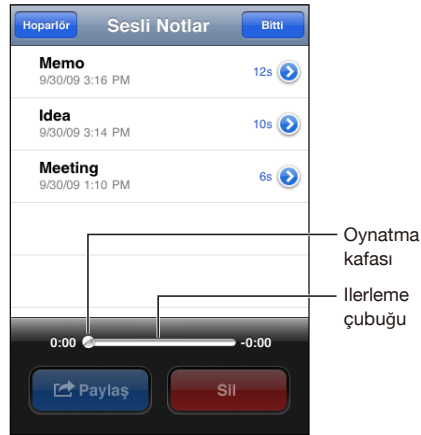 Hoparlör Sesli Notlar Bitti
Memo
9/30/09 3:16 PM 12s
Idea
9/30/09 3:14 PM 10s
Meeting
9/30/09 1:10 PM 6s
Oynatma
kafası
Ilerleme
çubuğu
0:00 -0:00
Paylaş Sil